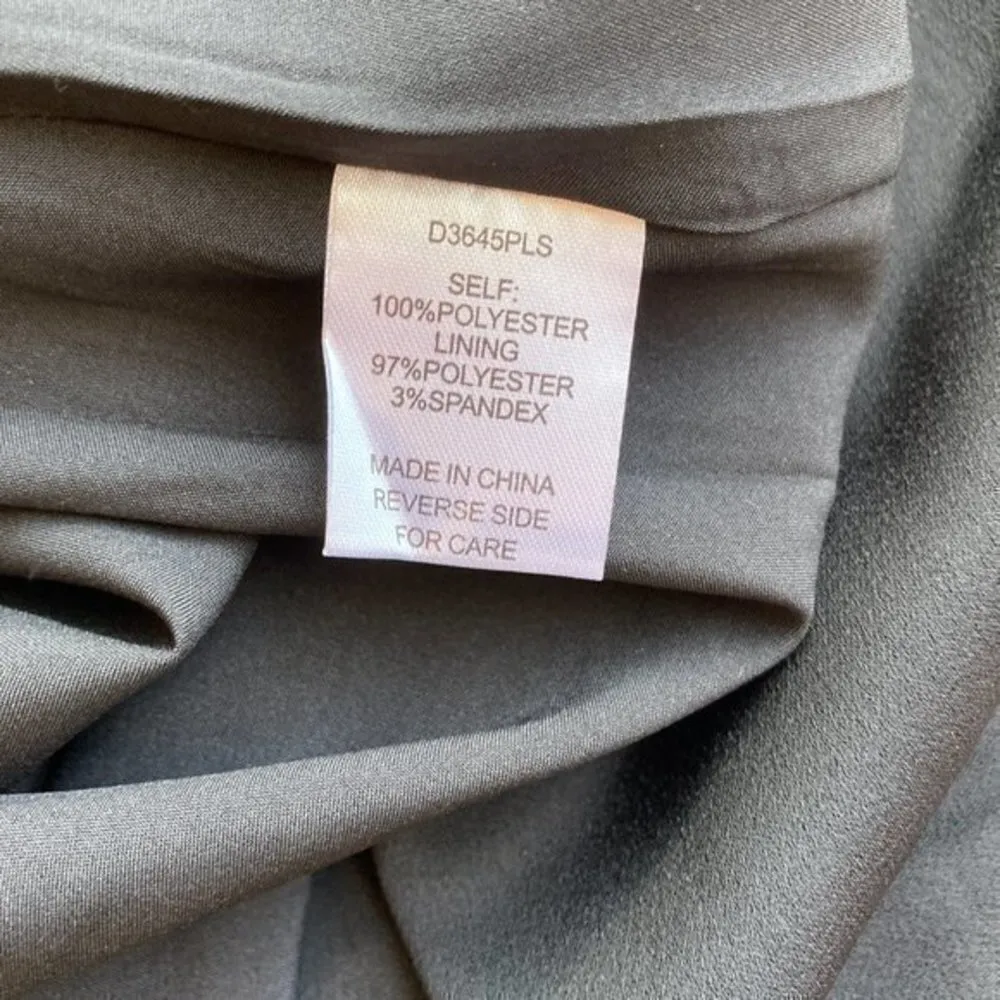 D3645PLS
SELF:
100%POLYESTER
LINING
97%POLYESTER
3%SPANDEX
MADE IN CHINA
REVERSE SIDE
FOR CARE